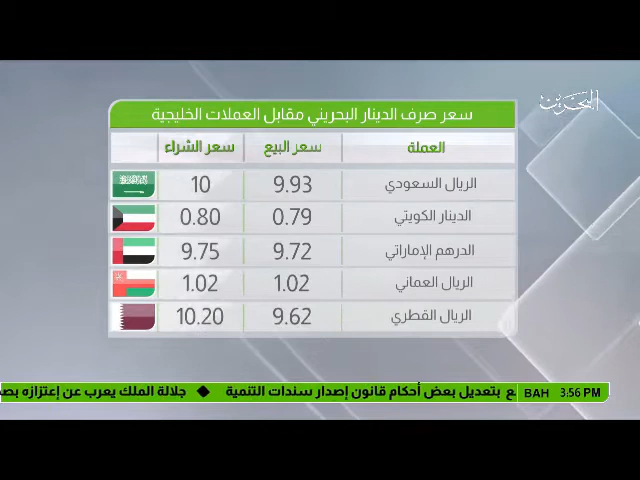 البحرين
سعر صرف الدينار البحريني مقابل العملات الخليجية
العملة سعر البيع سعر الشراء
الريال السعودي 9.93 10
الدينار الكويتي 0.79 0.80
الدرهم الإماراتي 9.72 9.75
الريال العماني 1.02 1.02
الريال القطري 9.62 10.20
3:56 PM BAH ع بتعديل بعض أحكام قانون إصدار سندات التنمية ◆ جلالة الملك يعرب عن إعتزازه بص